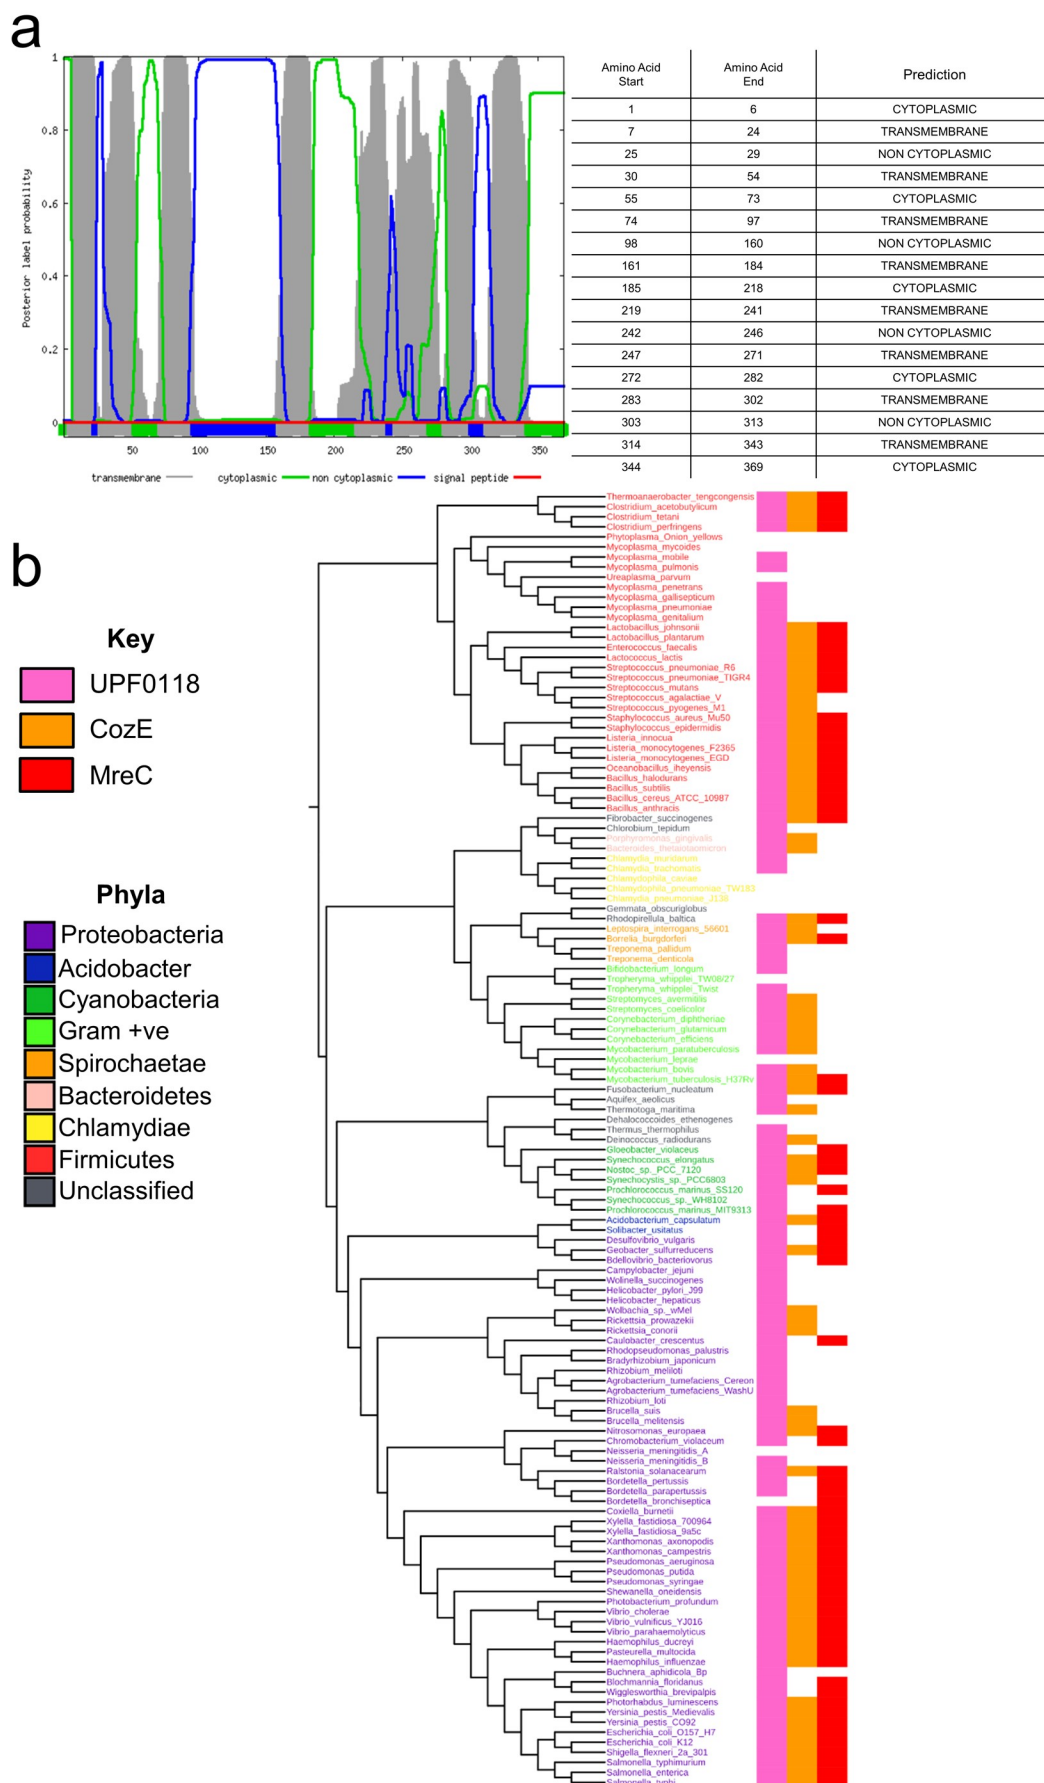 a
1
0.8
0.6
0.4
0.2
0
Posterior label probability
50 100 150 200 250 300 350
transmembrane cytoplasmic non cytoplasmic signal peptide
Amino Acid Start Amino Acid End Prediction
1 6 CYTOPLASMIC
7 24 TRANSMEMBRANE
25 29 NON CYTOPLASMIC
30 54 TRANSMEMBRANE
55 73 CYTOPLASMIC
74 97 TRANSMEMBRANE
98 160 NON CYTOPLASMIC
161 184 TRANSMEMBRANE
185 218 CYTOPLASMIC
219 241 TRANSMEMBRANE
242 246 NON CYTOPLASMIC
247 271 TRANSMEMBRANE
272 282 CYTOPLASMIC
283 302 TRANSMEMBRANE
303 313 NON CYTOPLASMIC
314 343 TRANSMEMBRANE
344 369 CYTOPLASMIC
b
Key
UPF0118
CozE
MreC
Phyla
Proteobacteria
Acidobacter
Cyanobacteria
Gram +ve
Spirochaetae
Bacteroidetes
Chlamydiae
Firmicutes
Unclassified
Thermoanaerobacter_tengcongensis
Clostridium_acetobutylicum
Clostridium_tetani
Clostridium_perfringens
Phytoplasma_Onion_yellows
Mycoplasma_mycoides
Mycoplasma_mobile
Mycoplasma_pulmonis
Ureaplasma_parvum
Mycoplasma_penetrans
Mycoplasma_gallisepticum
Mycoplasma_pneumoniae
Mycoplasma_genitalium
Lactobacillus_johnsonii
Lactobacillus_plantarum
Enterococcus_faecalis
Lactococcus_lactis
Streptococcus_pneumoniae_R6
Streptococcus_pneumoniae_TIGR4
Streptococcus_mutans
Streptococcus_agalactiae_V
Streptococcus_pyogenes_M1
Staphylococcus_aureus_Mu50
Staphylococcus_epidermidis
Listeria_innocua
Listeria_monocytogenes_F2365
Listeria_monocytogenes_EGD
Oceanobacillus_iheyensis
Bacillus_halodurans
Bacillus_subtilis
Bacillus_cereus_ATCC_10987
Bacillus_anthracis
Fibrobacter_succinogenes
Chlorobium_tepidum
Porphyromonas_gingivalis
Bacteroides_thetaiotaomicron
Chlamydia_muridarum
Chlamydia_trachomatis
Chlamydophila_caviae
Chlamydophila_pneumoniae_TW183
Chlamydia_pneumoniae_J138
Gemmata_obscuriglobus
Rhodopirellula_baltica
Leptospira_interrogans_56601
Borrelia_burgdorferi
Treponema_pallidum
Treponema_denticola
Bifidobacterium_longum
Tropheryma_whipplei_TW08/27
Tropheryma_whipplei_Twist
Streptomyces_avermitilis
Streptomyces_coelicolor
Corynebacterium_diphtheriae
Corynebacterium_glutamicum
Corynebacterium_efficiens
Mycobacterium_paratuberculosis
Mycobacterium_leprae
Mycobacterium_bovis
Mycobacterium_tuberculosis_H37Rv
Fusobacterium_nucleatum
Aquifex_aeolicus
Thermotoga_maritima
Dehalococcoides_ethenogenes
Thermus_thermophilus
Deinococcus_radiodurans
Gloeobacter_violaceus
Synechococcus_elongatus
Nostoc_sp._PCC_7120
Synechocystis_sp._PCC6803
Prochlorococcus_marinus_SS120
Synechococcus_sp._WH8102
Prochlorococcus_marinus_MIT9313
Acidobacterium_capsulatum
Solibacter_usitatus
Desulfovibrio_vulgaris
Geobacter_sulfurreducens
Bdellovibrio_bacteriovorus
Campylobacter_jejuni
Wolinella_succinogenes
Helicobacter_pylori_J99
Helicobacter_hepaticus
Wolbachia_sp._wMel
Rickettsia_prowazekii
Rickettsia_conorii
Caulobacter_crescentus
Rhodopseudomonas_palustris
Bradyrhizobium_japonicum
Rhizobium_meliloti
Agrobacterium_tumefaciens_Cereon
Agrobacterium_tumefaciens_WashU
Rhizobium_loti
Brucella_suis
Brucella_melitensis
Nitrosomonas_europaea
Chromobacterium_violaceum
Neisseria_meningitidis_A
Neisseria_meningitidis_B
Ralstonia_solanacearum
Bordetella_pertussis
Bordetella_parapertussis
Bordetella_bronchiseptica
Coxiella_burnetii
Xylella_fastidiosa_700964
Xylella_fastidiosa_9a5c
Xanthomonas_axonopodis
Xanthomonas_campestris
Pseudomonas_aeruginosa
Pseudomonas_putida
Pseudomonas_syringae
Shewanella_oneidensis
Photobacterium_profundum
Vibrio_cholerae
Vibrio_vulnificus_YJ016
Vibrio_parahaemolyticus
Haemophilus_ducreyi
Pasteurella_multocida
Haemophilus_influenzae
Buchnera_aphidicola_Bp
Blochmannia_floridanus
Wigglesworthia_brevipalpis
Photorhabdus_luminescens
Yersinia_pestis_Medievalis
Yersinia_pestis_CO92
Escherichia_coli_O157_H7
Escherichia_coli_K12
Shigella_flexneri_2a_301
Salmonella_typhimurium
Salmonella_enterica
Salmonella_typhi